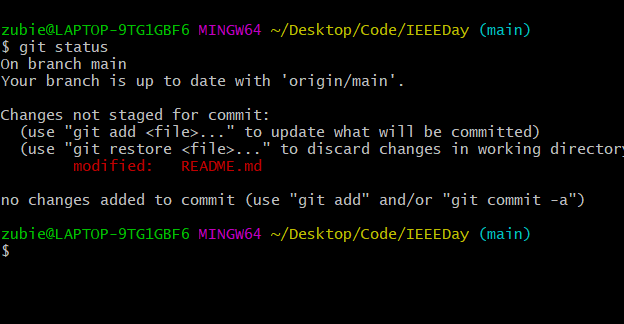 zubie@LAPTOP-9TG1GBF6 MINGW64 ~/Desktop/Code/IEEEDay (main)
$ git status
On branch main
Your branch is up to date with 'origin/main'.
Changes not staged for commit:
(use "git add <file>..." to update what will be committed)
(use "git restore <file>..." to discard changes in working directory
modified: README.md
no changes added to commit (use "git add" and/or "git commit -a")
zubie@LAPTOP-9TG1GBF6 MINGW64 ~/Desktop/Code/IEEEDay (main)
$